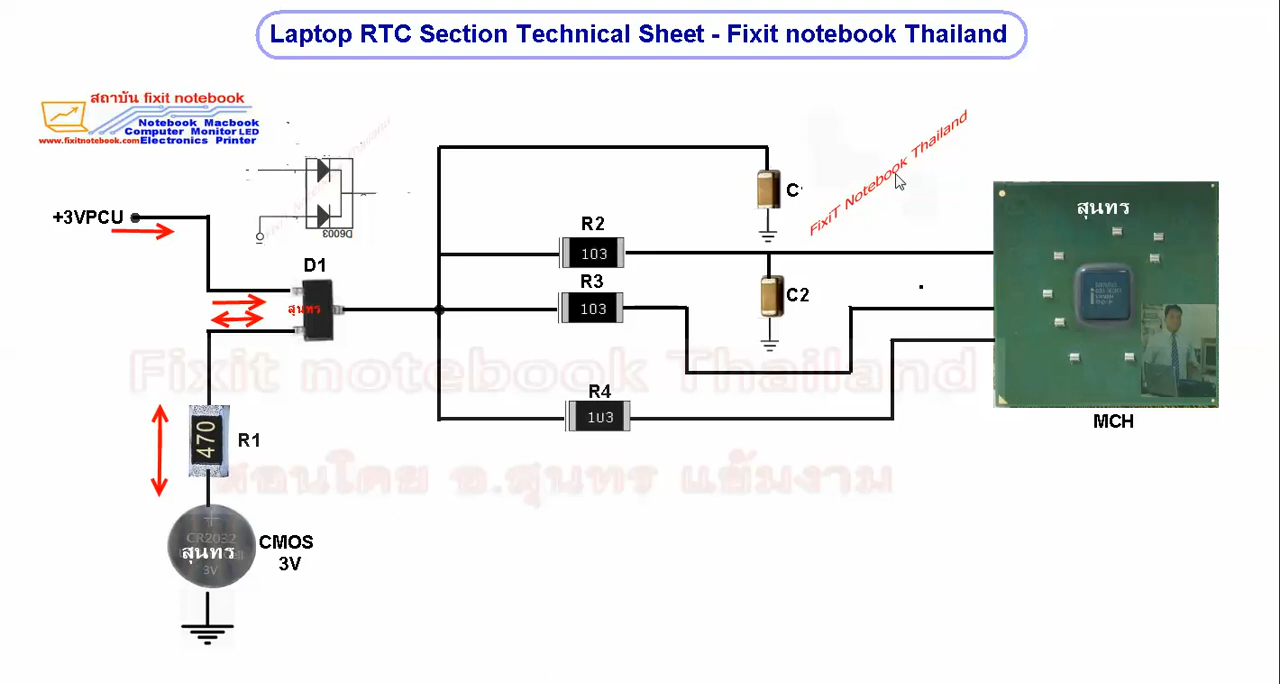 Laptop RTC Section Technical Sheet - Fixit notebook Thailand
สถาบัน fixit notebook
Notebook Macbook
Computer Monitor LED
www.fixitnotebook.com Electronics Printer
FixiT Notebook Thailand
สุนทร
C
+3VPCU
R2
103
D6003
D1
R3
103
C2
สุนทร
Fixit notebook Thailand
R4
1u3
MCH
470
R1
สอนโดย อ.สุนทร แย้มงาม
CR2032
สุนทร
3V
CMOS
3V